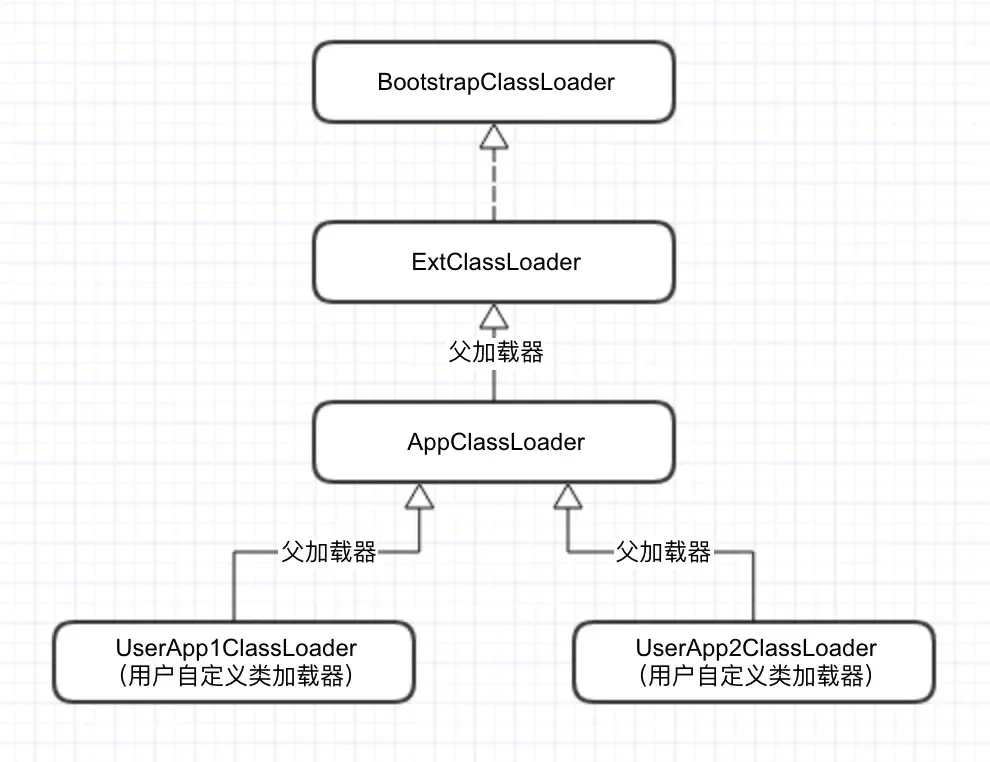 BootstrapClassLoader
ExtClassLoader
父加载器
AppClassLoader
父加载器
父加载器
UserApp1ClassLoader
（用户自定义类加载器）
UserApp2ClassLoader
（用户自定义类加载器）